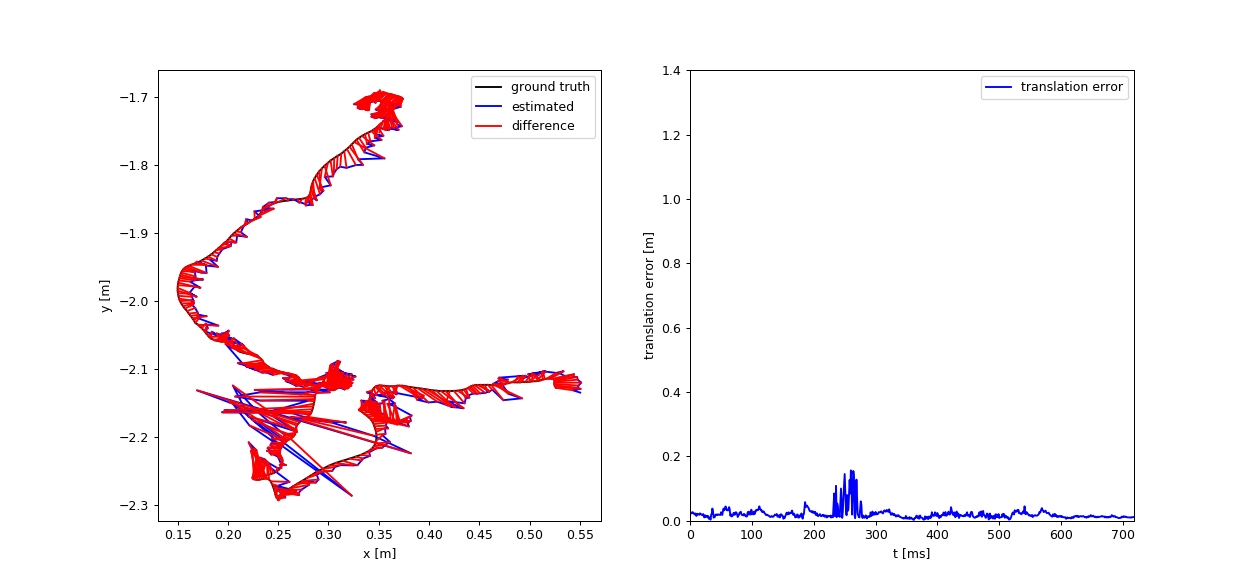 ground truth
estimated
difference
−1.7
−1.8
−1.9
−2.0
−2.1
−2.2
−2.3
y [m]
0.15 0.20 0.25 0.30 0.35 0.40 0.45 0.50 0.55
x [m]
translation error
1.4
1.2
1.0
0.8
0.6
0.4
0.2
0.0
translation error [m]
0 100 200 300 400 500 600 700
t [ms]